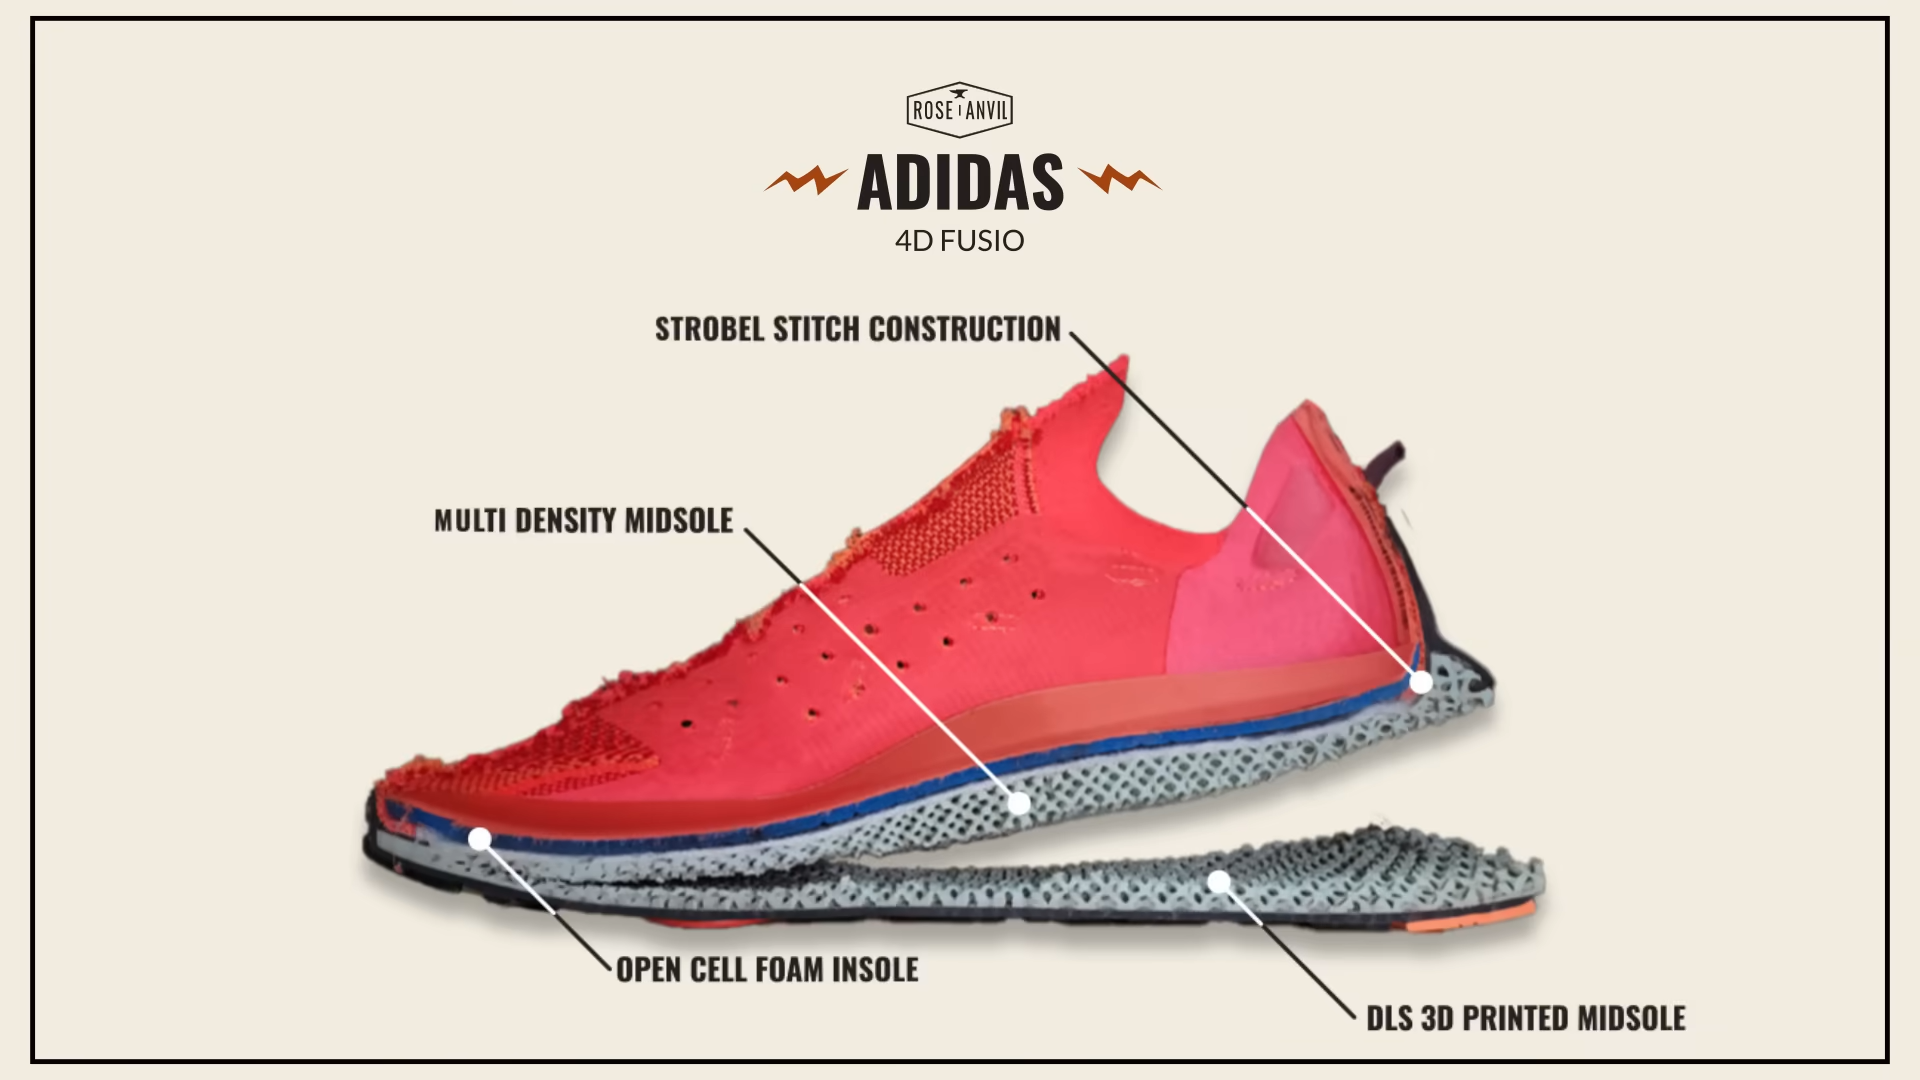 ROSE ANVIL
ADIDAS
4D FUSIO
STROBEL STITCH CONSTRUCTION
MULTI DENSITY MIDSOLE
OPEN CELL FOAM INSOLE
DLS 3D PRINTED MIDSOLE